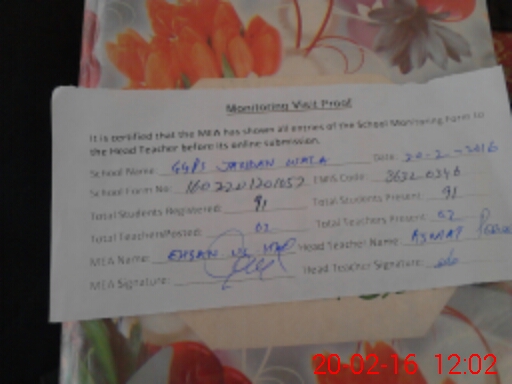 Monitoring Visit Proof
It is certified that the MEA has shown all entries of the School Monitoring Form to
the Head Teacher before its online submission.
School Name: GGPS JANDAN WALA Date: 20-2-2016
School Form No: EMIS Code:
Total Students Registered: 91 Total Students Present: 91
Total Teachers Posted: 02 Total Teachers Present: 02
MEA Name: EHSAN UL HAQ Head Teacher Name:
MEA Signature: Head Teacher Signature:
20-02-16 12:02